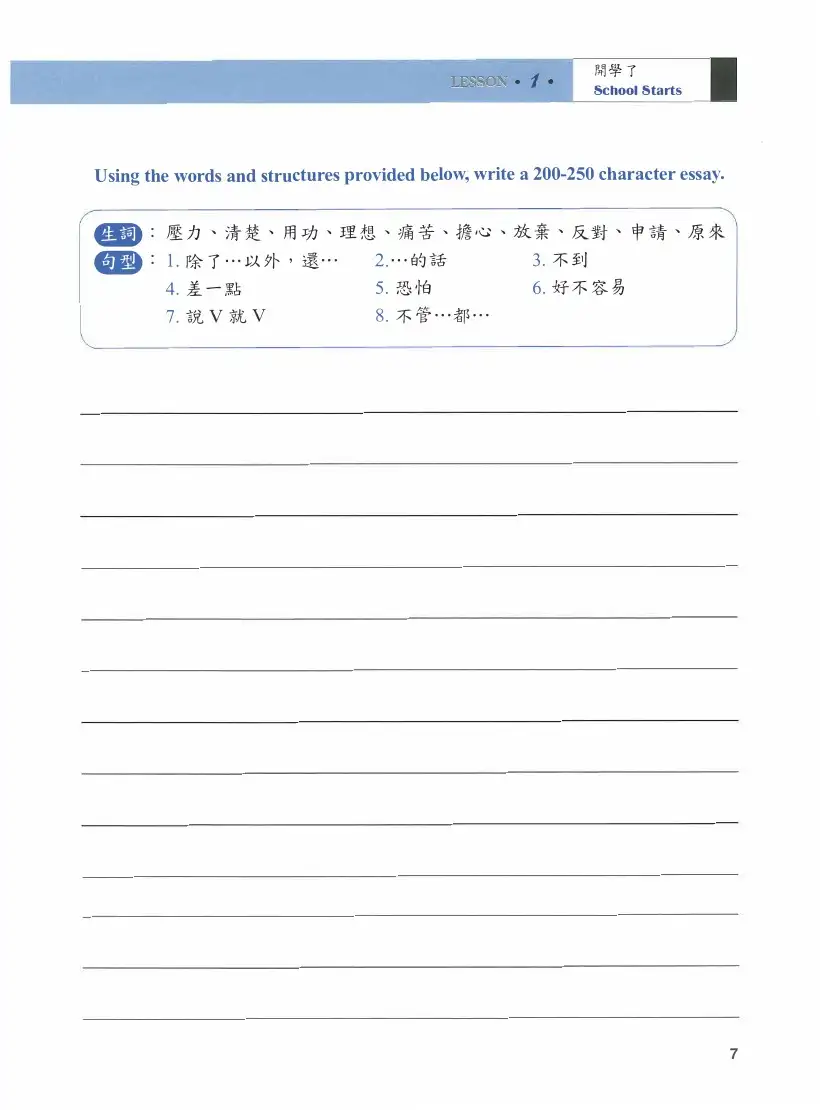 LESSON • 1 •
開學了
School Starts
Using the words and structures provided below, write a 200-250 character essay.
生詞：壓力、清楚、用功、理想、痛苦、擔心、放棄、反對、申請、原來
句型：1. 除了…以外，還… 2.…的話 3. 不到
4. 差一點 5. 恐怕 6. 好不容易
7. 說 V 就 V 8. 不管…都…
7